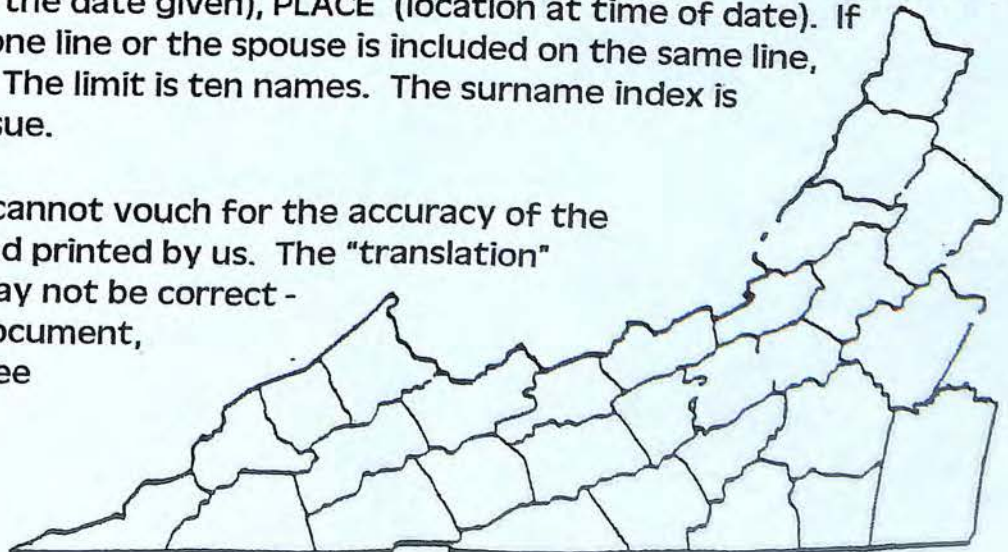 the date given), PLACE (location at time of date). If
one line or the spouse is included on the same line,
The limit is ten names. The surname index is
sue.
cannot vouch for the accuracy of the
d printed by us. The "translation"
ay not be correct -
ocument,
ee